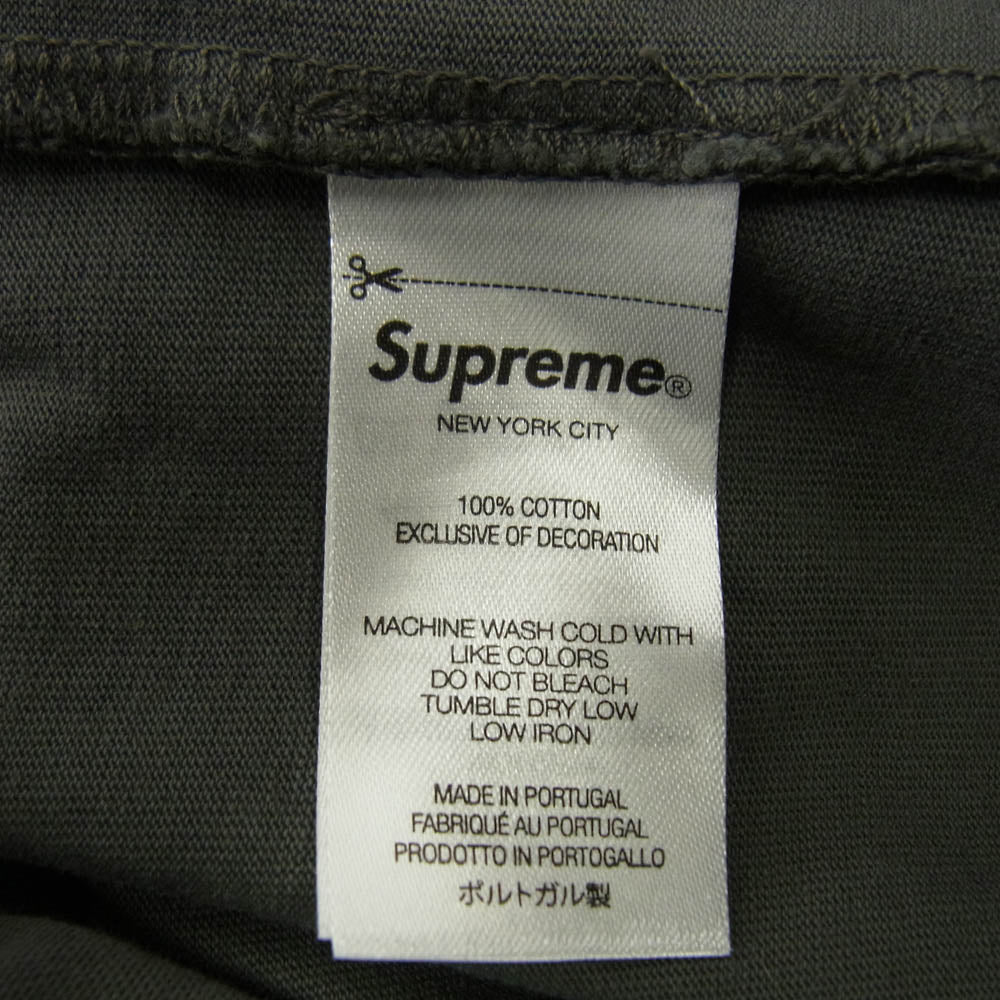 Supreme®
NEW YORK CITY
100% COTTON
EXCLUSIVE OF DECORATION
MACHINE WASH COLD WITH
LIKE COLORS
DO NOT BLEACH
TUMBLE DRY LOW
LOW IRON
MADE IN PORTUGAL
FABRIQUÉ AU PORTUGAL
PRODOTTO IN PORTOGALLO
ポルトガル製